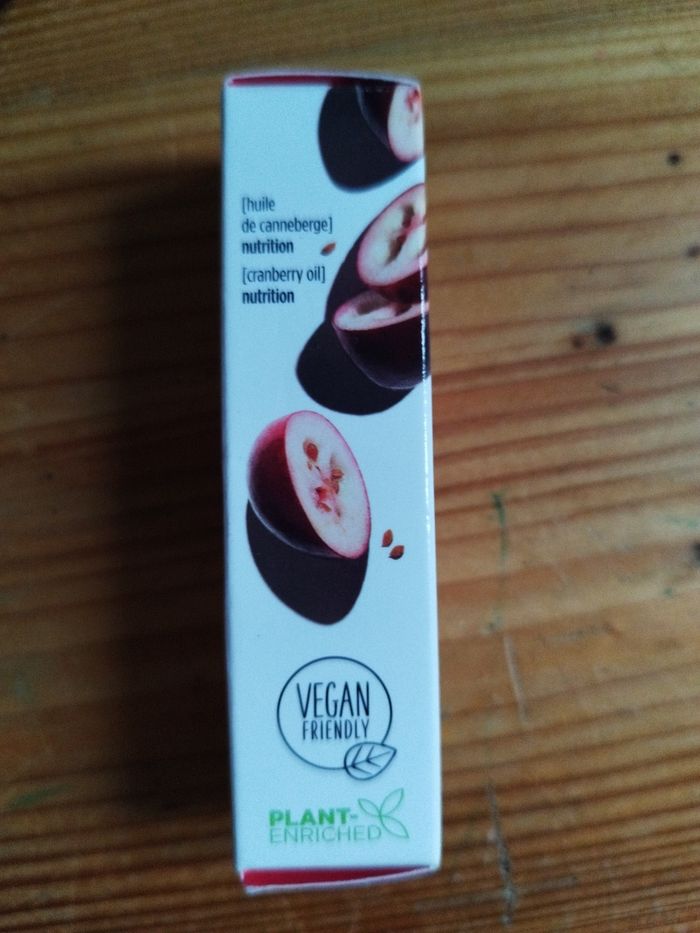 [huile
de canneberge]
nutrition
[cranberry oil]
nutrition
VEGAN
FRIENDLY
PLANT-
ENRICHED